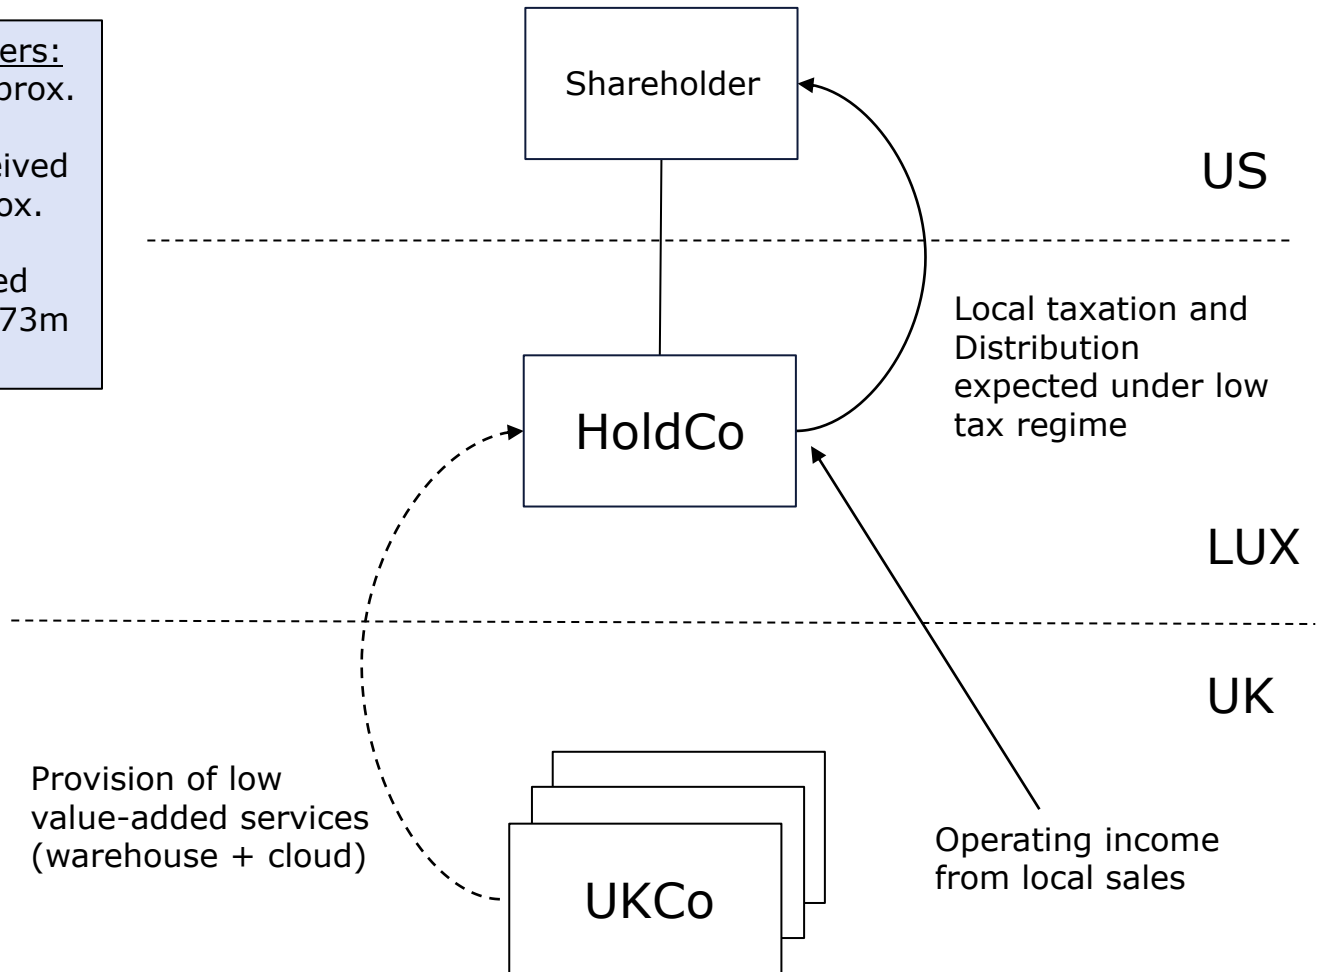 ers:
prox.
eived
ox.
ed
73m
Shareholder
US
Local taxation and
Distribution
expected under low
tax regime
HoldCo
LUX
UK
Provision of low
value-added services
(warehouse + cloud)
Operating income
from local sales
UKCo